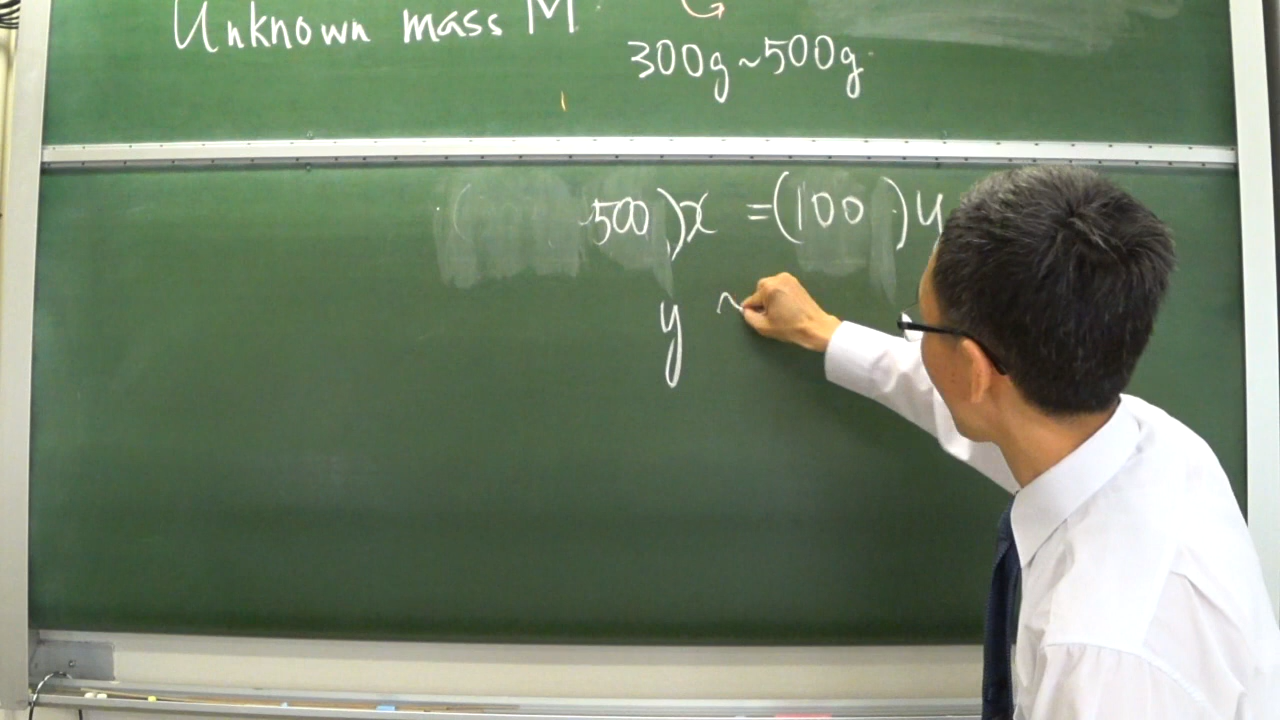 Unknown mass M
300g ~ 500g
( ~500 )x = (100 )y
y ~